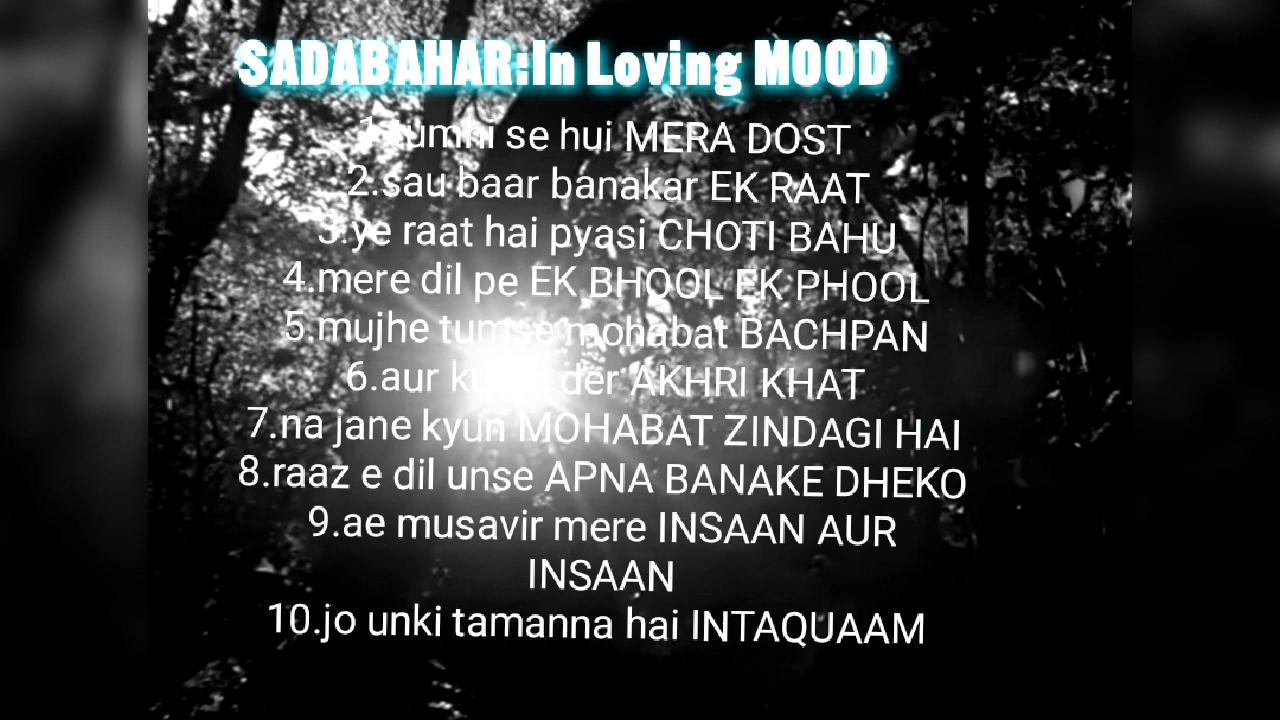 SADABAHAR:In Loving MOOD
1.tumhi se hui MERA DOST
2.sau baar banakar EK RAAT
3.ye raat hai pyasi CHOTI BAHU
4.mere dil pe EK BHOOL EK PHOOL
5.mujhe tumse mohabat BACHPAN
6.aur der AKHRI KHAT
7.na jane kyun MOHABAT ZINDAGI HAI
8.raaz e dil unse APNA BANAKE DHEKO
9.ae musavir mere INSAAN AUR
INSAAN
10.jo unki tamanna hai INTAQUAAM